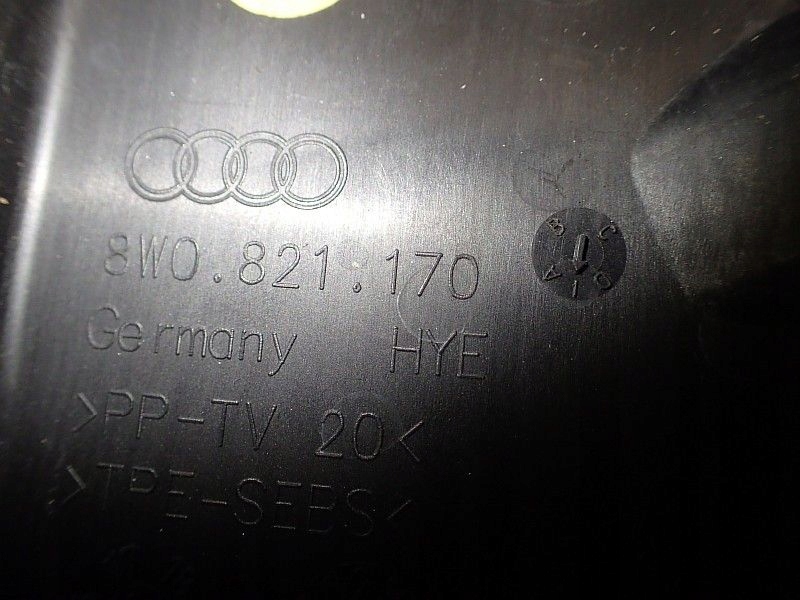 8W0.821.170
Germany HYE
>PP-TV 20<
>TPE-SEBS<
B C
A I D